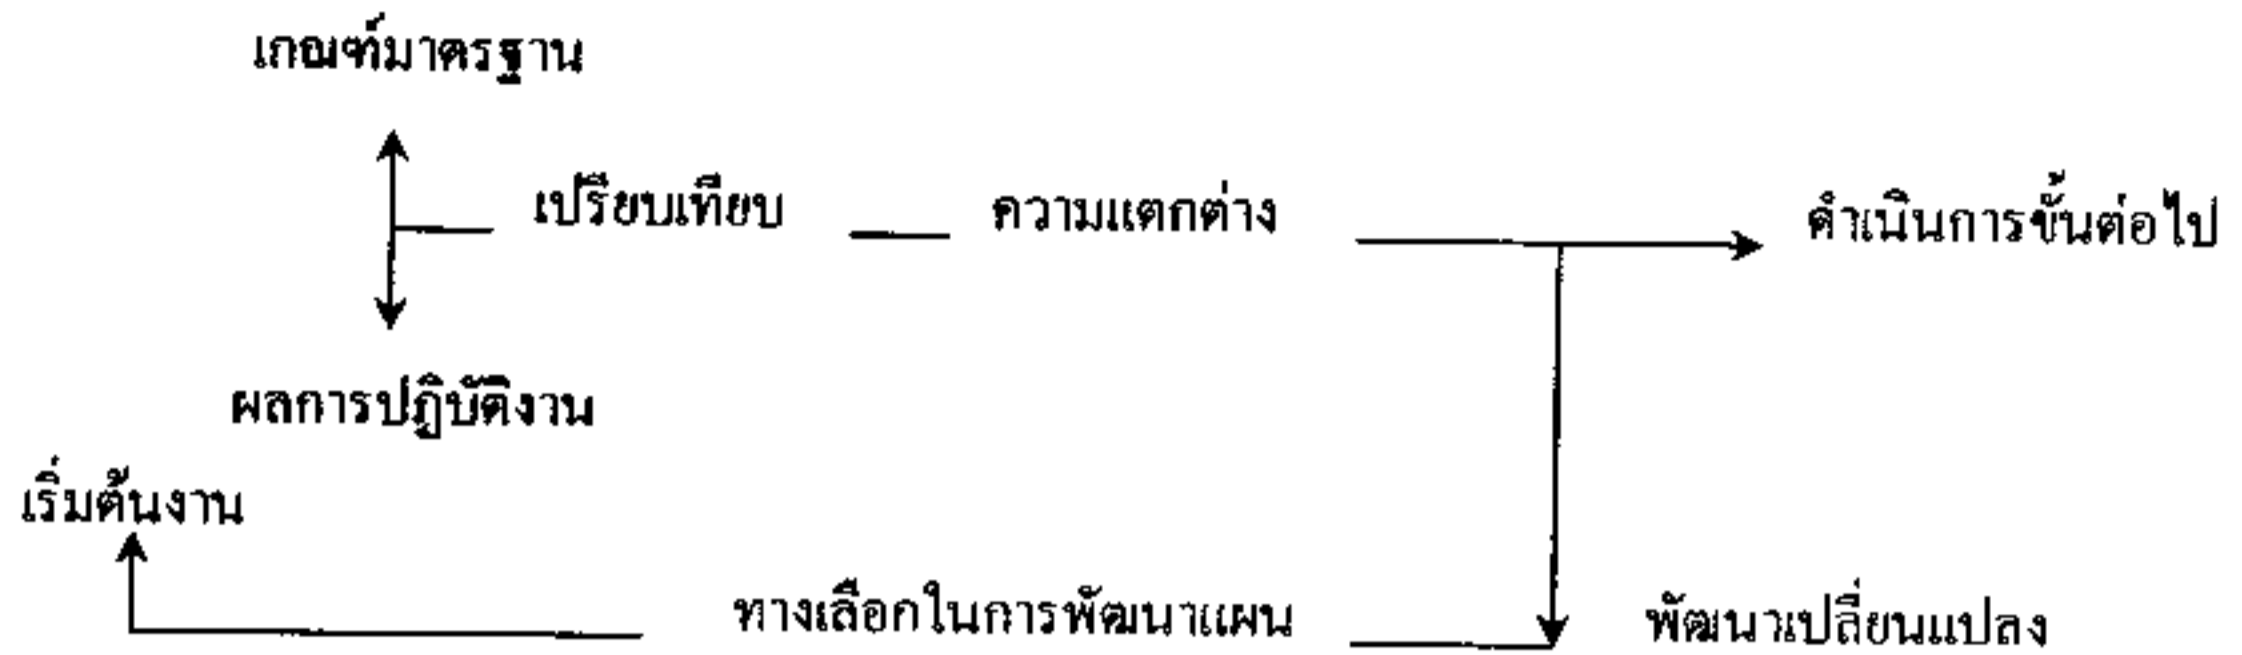 เกณฑ์มาตรฐาน
เปรียบเทียบ ความแตกต่าง ดำเนินการขั้นต่อไป
ผลการปฏิบัติงาน
เริ่มต้นงาน
ทางเลือกในการพัฒนาแผน พัฒนาเปลี่ยนแปลง